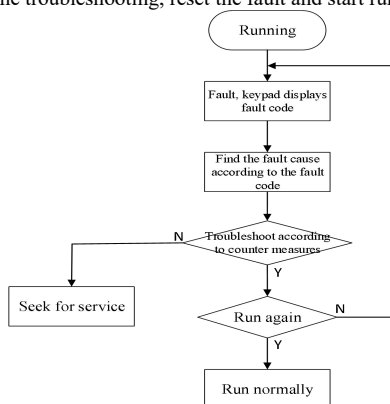 he troubleshooting, reset the fault and start run
Running
Fault, keypad displays
fault code
Find the fault cause
according to the fault
code
N
Troubleshoot according
to counter measures
Y
Seek for service
Run again
N
Y
Run normally